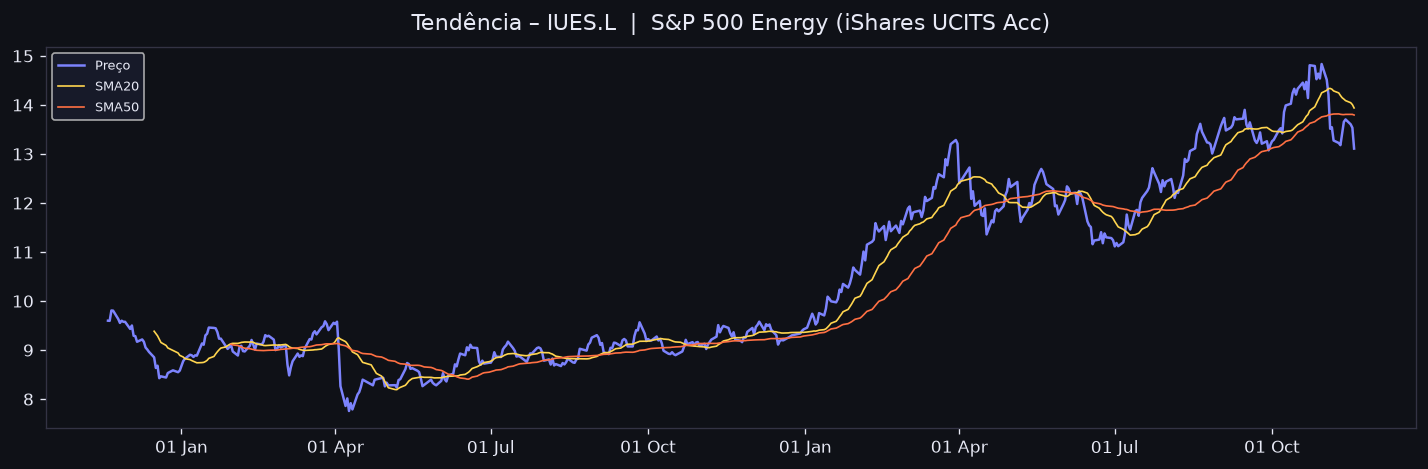 Tendência – IUES.L | S&P 500 Energy (iShares UCITS Acc)
Preço
SMA20
SMA50
15
14
13
12
11
10
9
8
01 Jan 01 Apr 01 Jul 01 Oct 01 Jan 01 Apr 01 Jul 01 Oct